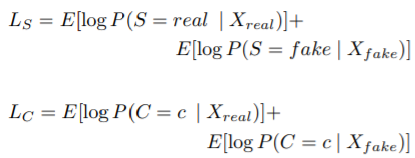 L_S = E[log P(S = real | X_real)]+
E[log P(S = fake | X_fake)]
L_C = E[log P(C = c | X_real)]+
E[log P(C = c | X_fake)]